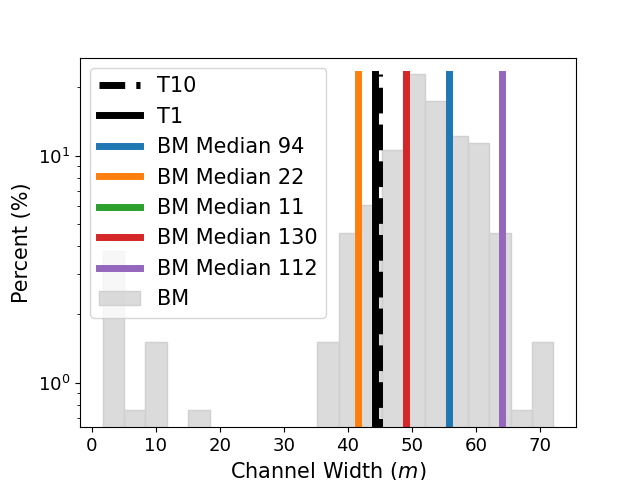 T10
T1
BM Median 94
BM Median 22
BM Median 11
BM Median 130
BM Median 112
BM
Percent (%)
10¹
10⁰
0 10 20 30 40 50 60 70
Channel Width (m)